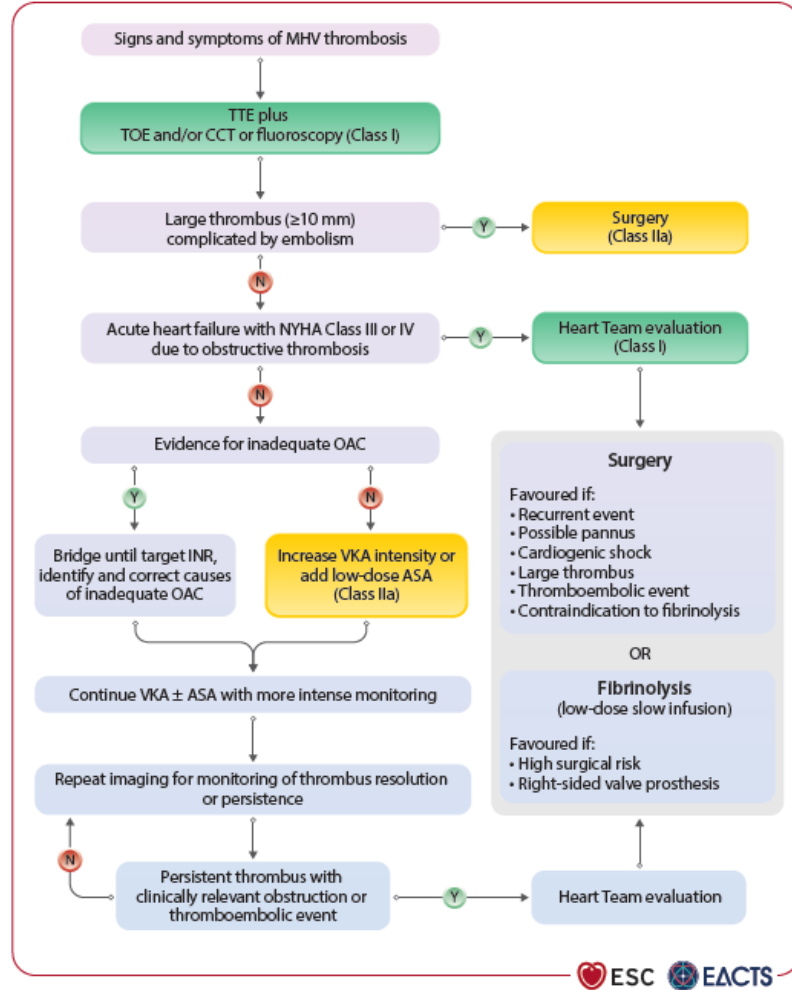 Signs and symptoms of MHV thrombosis
TTE plus
TOE and/or CCT or fluoroscopy (Class I)
Large thrombus (≥10 mm)
complicated by embolism
Y
Surgery
(Class IIa)
N
Acute heart failure with NYHA Class III or IV
due to obstructive thrombosis
Y
Heart Team evaluation
(Class I)
N
Evidence for inadequate OAC
Y
N
Bridge until target INR,
identify and correct causes
of inadequate OAC
Increase VKA intensity or
add low-dose ASA
(Class IIa)
Surgery
Favoured if:
• Recurrent event
• Possible pannus
• Cardiogenic shock
• Large thrombus
• Thromboembolic event
• Contraindication to fibrinolysis
OR
Fibrinolysis
(low-dose slow infusion)
Favoured if:
• High surgical risk
• Right-sided valve prosthesis
Continue VKA ± ASA with more intense monitoring
Repeat imaging for monitoring of thrombus resolution
or persistence
N
Persistent thrombus with
clinically relevant obstruction or
thromboembolic event
Y
Heart Team evaluation
ESC EACTS